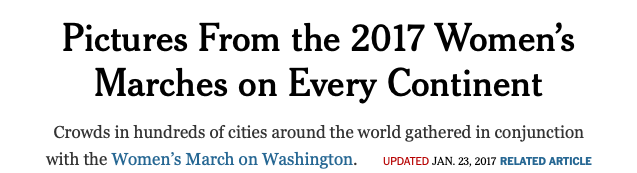 Pictures From the 2017 Women’s
Marches on Every Continent
Crowds in hundreds of cities around the world gathered in conjunction
with the Women’s March on Washington. UPDATED JAN. 23, 2017 RELATED ARTICLE